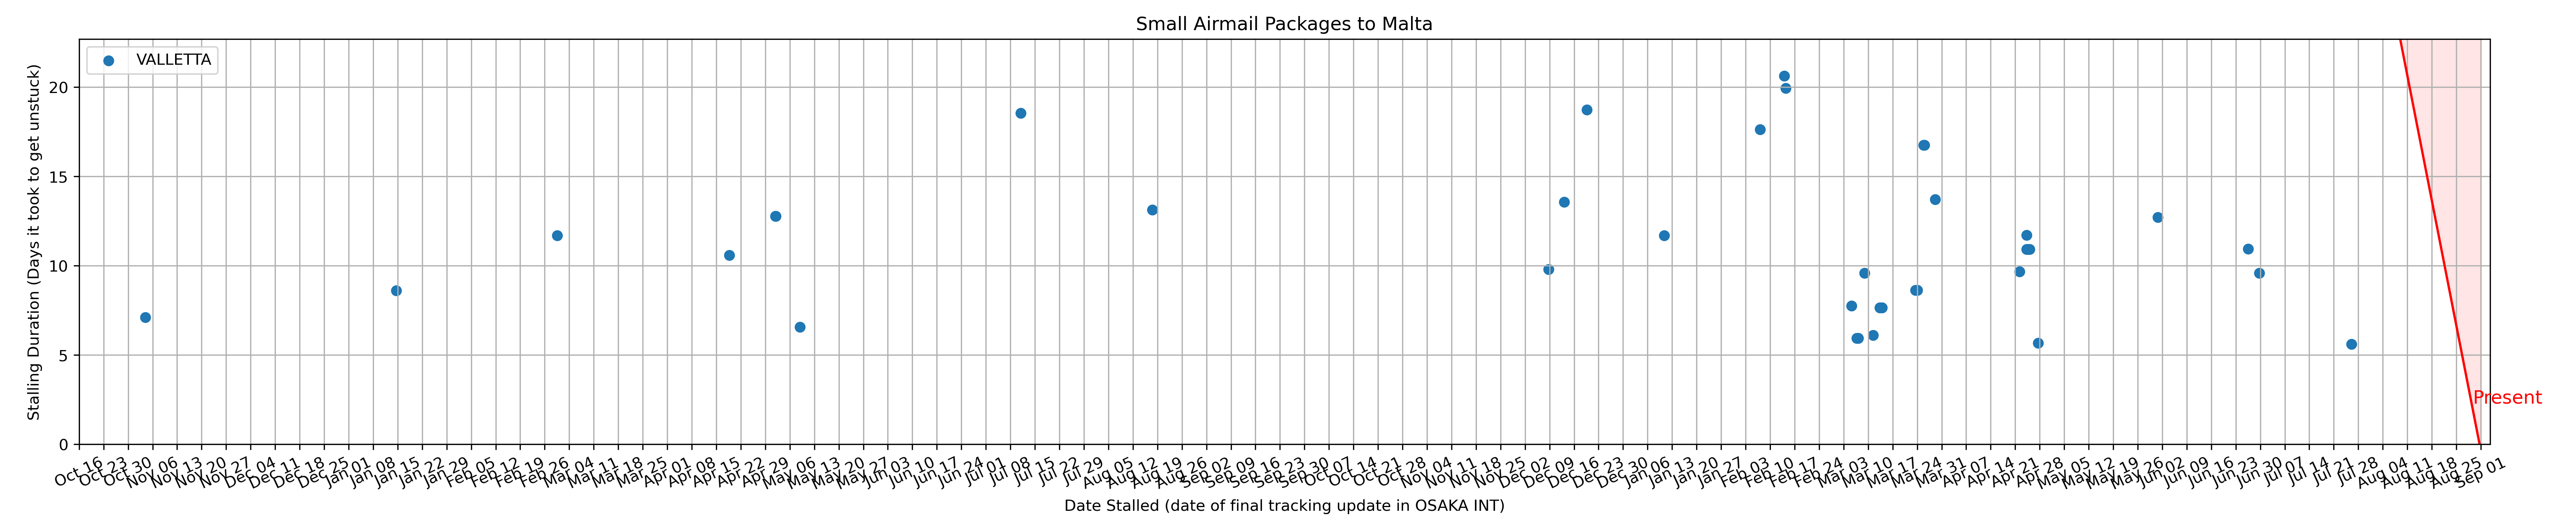 Small Airmail Packages to Malta
VALLETTA
Stalling Duration (Days it took to get unstuck)
20
15
10
5
0
Present
Oct 16
Oct 23
Oct 30
Nov 06
Nov 13
Nov 20
Nov 27
Dec 04
Dec 11
Dec 18
Dec 25
Jan 01
Jan 08
Jan 15
Jan 22
Jan 29
Feb 05
Feb 12
Feb 19
Feb 26
Mar 04
Mar 11
Mar 18
Mar 25
Apr 01
Apr 08
Apr 15
Apr 22
Apr 29
May 06
May 13
May 20
May 27
Jun 03
Jun 10
Jun 17
Jun 24
Jul 01
Jul 08
Jul 15
Jul 22
Jul 29
Aug 05
Aug 12
Aug 19
Aug 26
Sep 02
Sep 09
Sep 16
Sep 23
Sep 30
Oct 07
Oct 14
Oct 21
Oct 28
Nov 04
Nov 11
Nov 18
Nov 25
Dec 02
Dec 09
Dec 16
Dec 23
Dec 30
Jan 06
Jan 13
Jan 20
Jan 27
Feb 03
Feb 10
Feb 17
Feb 24
Mar 03
Mar 10
Mar 17
Mar 24
Mar 31
Apr 07
Apr 14
Apr 21
Apr 28
May 05
May 12
May 19
May 26
Jun 02
Jun 09
Jun 16
Jun 23
Jun 30
Jul 07
Jul 14
Jul 21
Jul 28
Aug 04
Aug 11
Aug 18
Aug 25
Sep 01
Date Stalled (date of final tracking update in OSAKA INT)